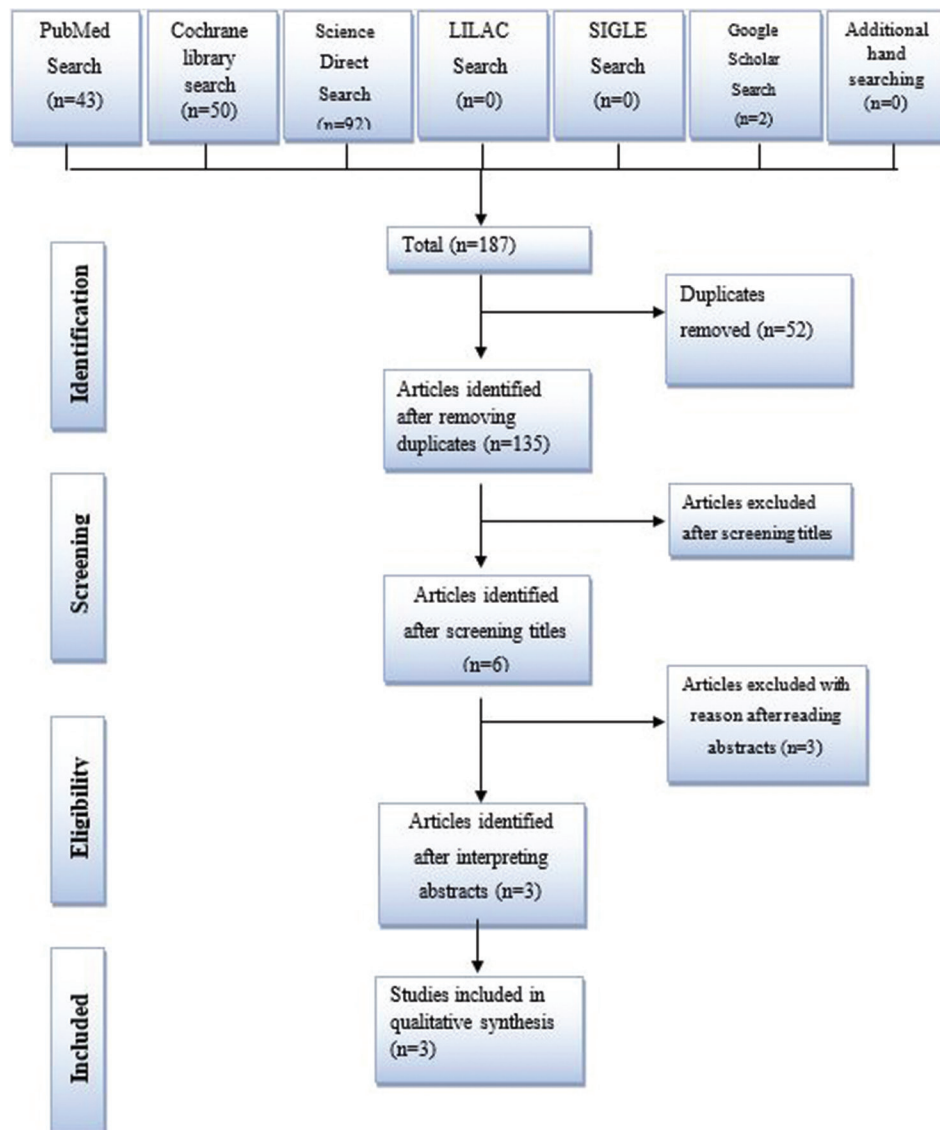 PubMed
Search
(n=43)
Cochrane
library
search
(n=50)
Science
Direct
Search
(n=92)
LILAC
Search
(n=0)
SIGLE
Search
(n=0)
Google
Scholar
Search
(n=2)
Additional
hand
searching
(n=0)
Total (n=187)
Identification
Duplicates
removed (n=52)
Articles identified
after removing
duplicates (n=135)
Screening
Articles excluded
after screening titles
Articles identified
after screening titles
(n=6)
Articles excluded with
reason after reading
abstracts (n=3)
Eligibility
Articles identified
after interpreting
abstracts (n=3)
Included
Studies included in
qualitative synthesis
(n=3)